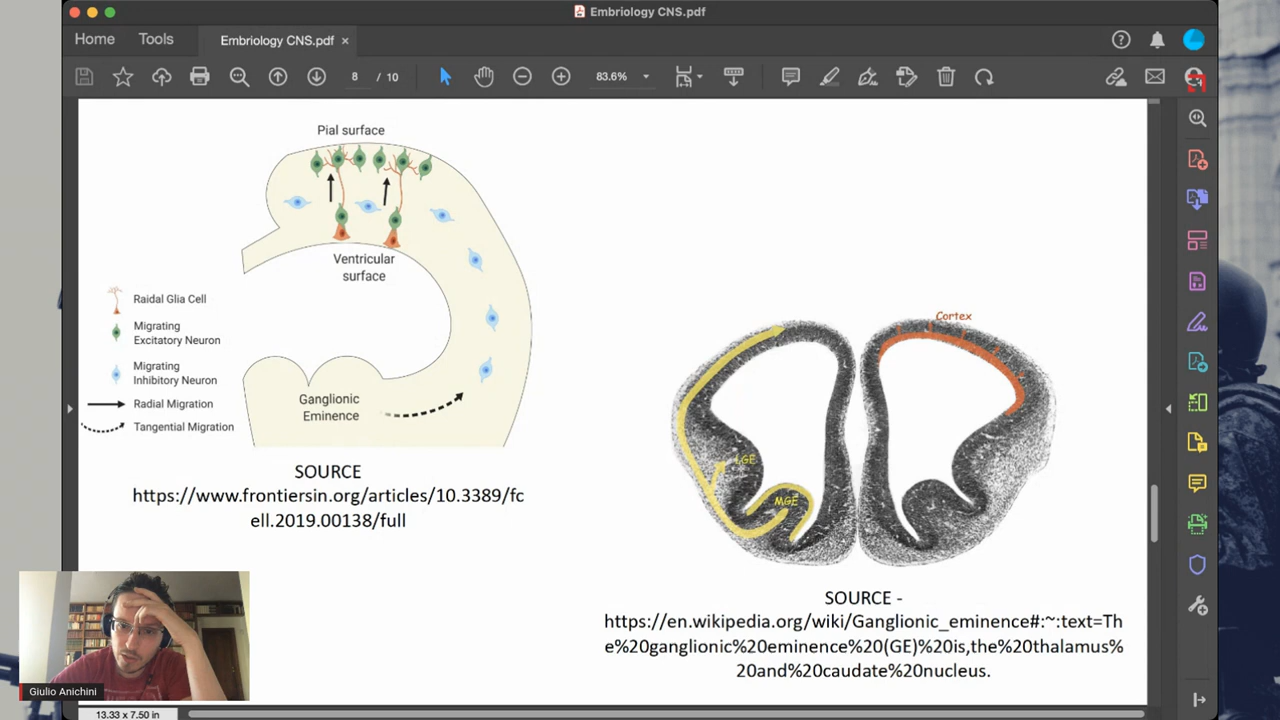 Embriology CNS.pdf
Home
Tools
Embriology CNS.pdf ×
8 / 10
83.6%
Pial surface
Ventricular
surface
Raidal Glia Cell
Migrating
Excitatory Neuron
Migrating
Inhibitory Neuron
Radial Migration
Tangential Migration
Ganglionic
Eminence
SOURCE
https://www.frontiersin.org/articles/10.3389/fc
ell.2019.00138/full
Cortex
LGE
MGE
SOURCE -
https://en.wikipedia.org/wiki/Ganglionic_eminence#:~:text=Th
e%20ganglionic%20eminence%20(GE)%20is,the%20thalamus%
20and%20caudate%20nucleus.
Giulio Anichini
13.33 x 7.50 in